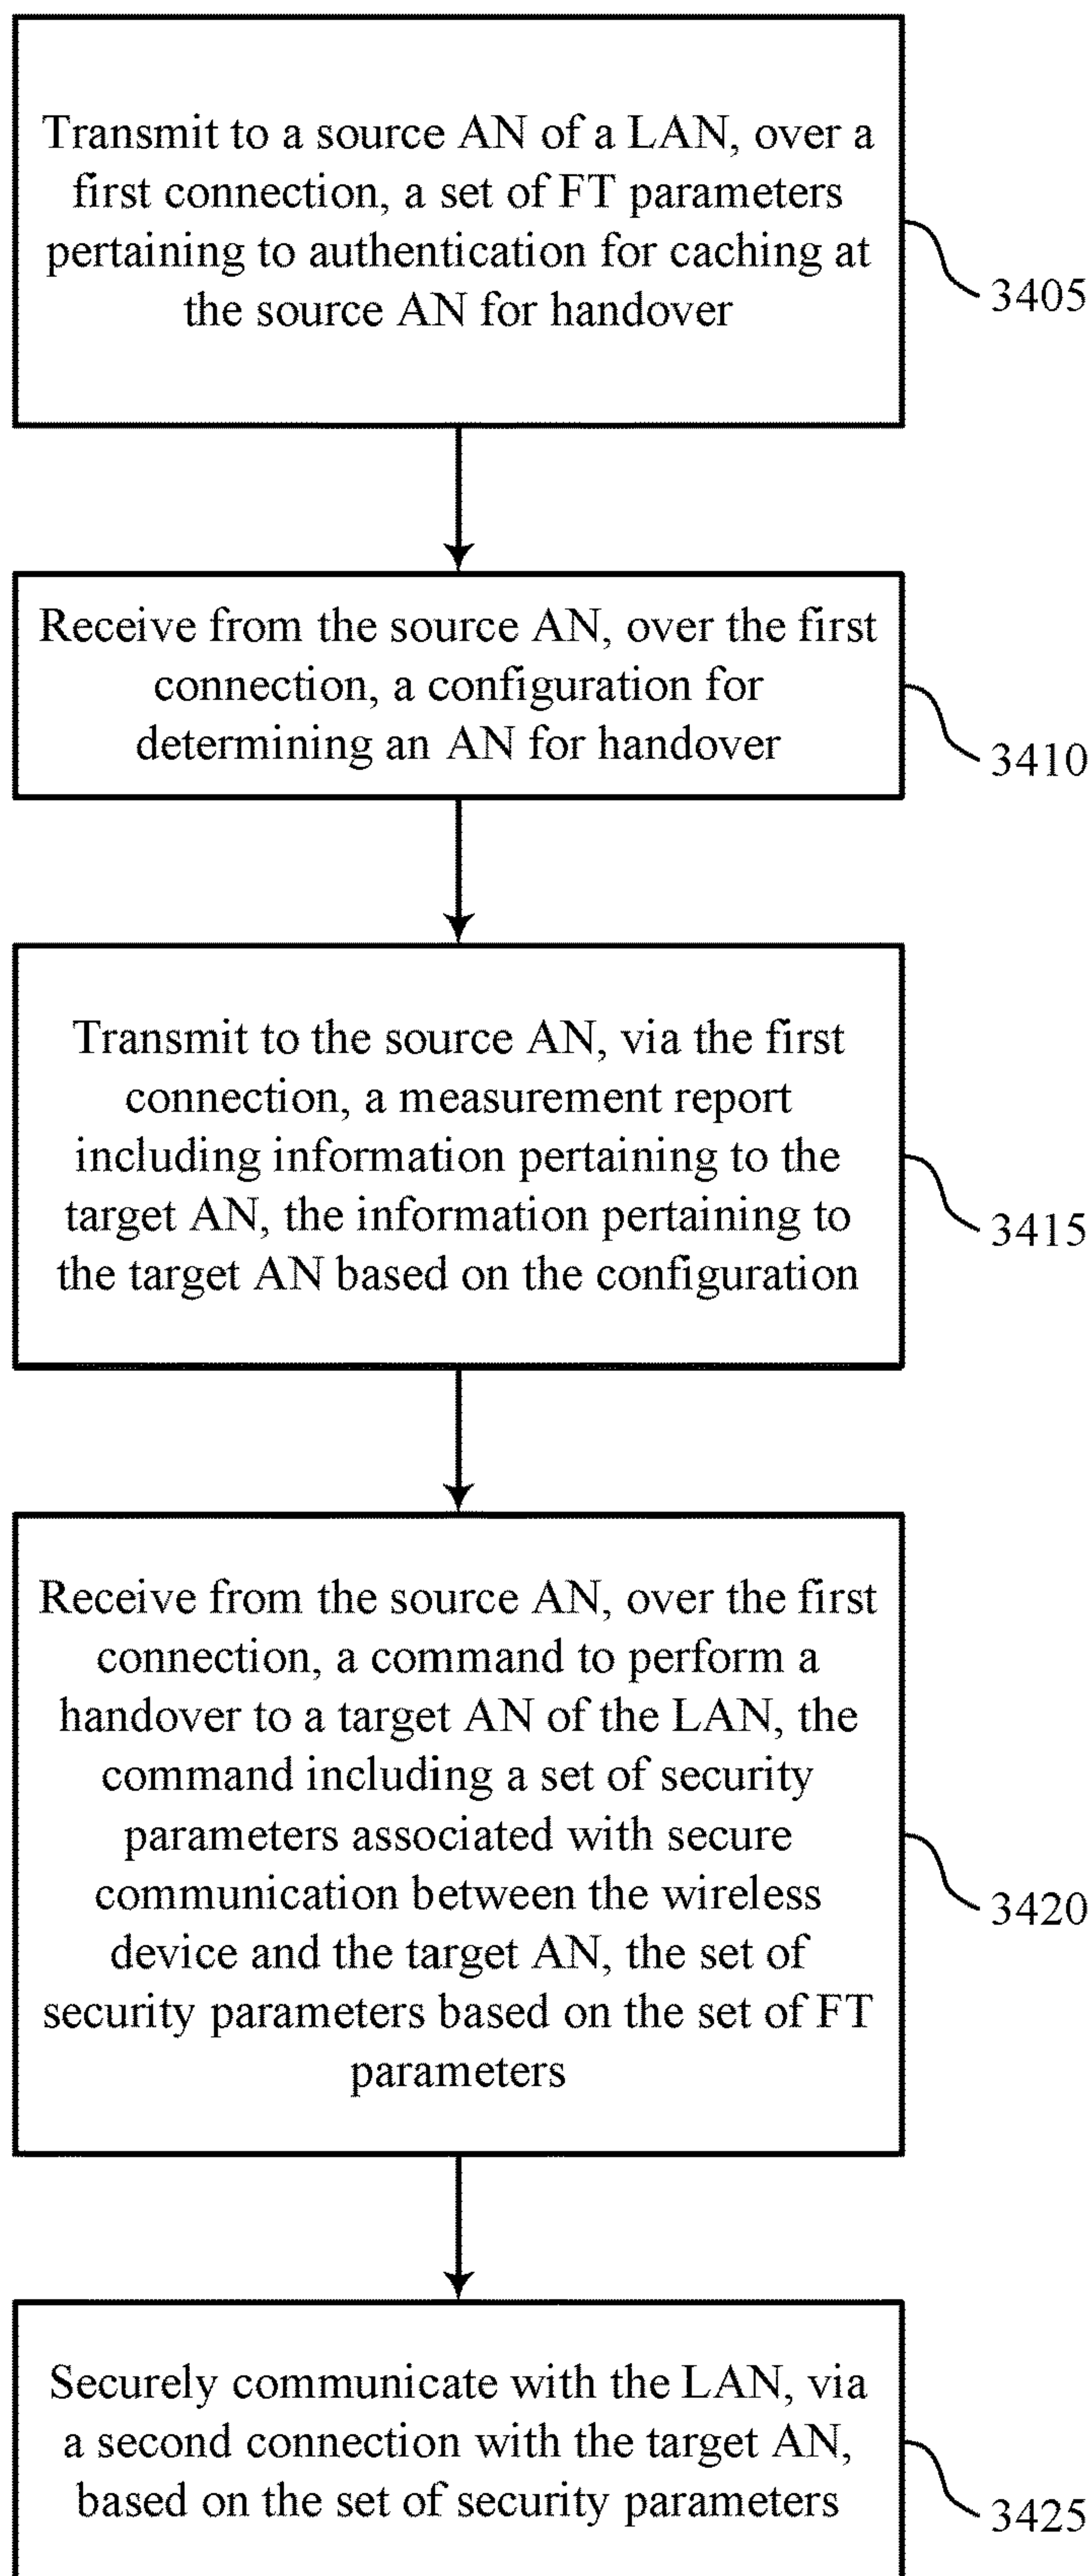 Transmit to a source AN of a LAN, over a
first connection, a set of FT parameters
pertaining to authentication for caching at
the source AN for handover
3405
Receive from the source AN, over the first
connection, a configuration for
determining an AN for handover
3410
Transmit to the source AN, via the first
connection, a measurement report
including information pertaining to the
target AN, the information pertaining to
the target AN based on the configuration
3415
Receive from the source AN, over the first
connection, a command to perform a
handover to a target AN of the LAN, the
command including a set of security
parameters associated with secure
communication between the wireless
device and the target AN, the set of
security parameters based on the set of FT
parameters
3420
Securely communicate with the LAN, via
a second connection with the target AN,
based on the set of security parameters
3425